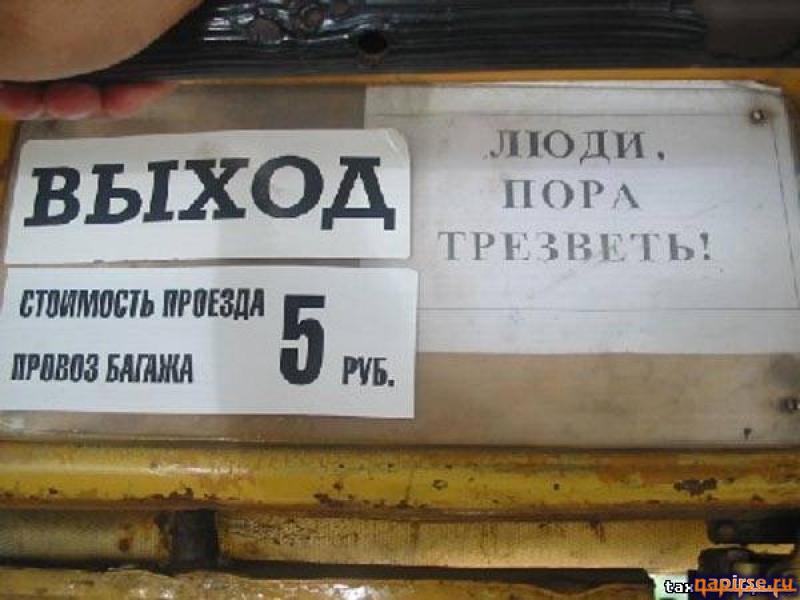 ВЫХОД
СТОИМОСТЬ ПРОЕЗДА
ПРОВОЗ БАГАЖА
5 РУБ.
ЛЮДИ,
ПОРА
ТРЕЗВЕТЬ!
napirse.ru